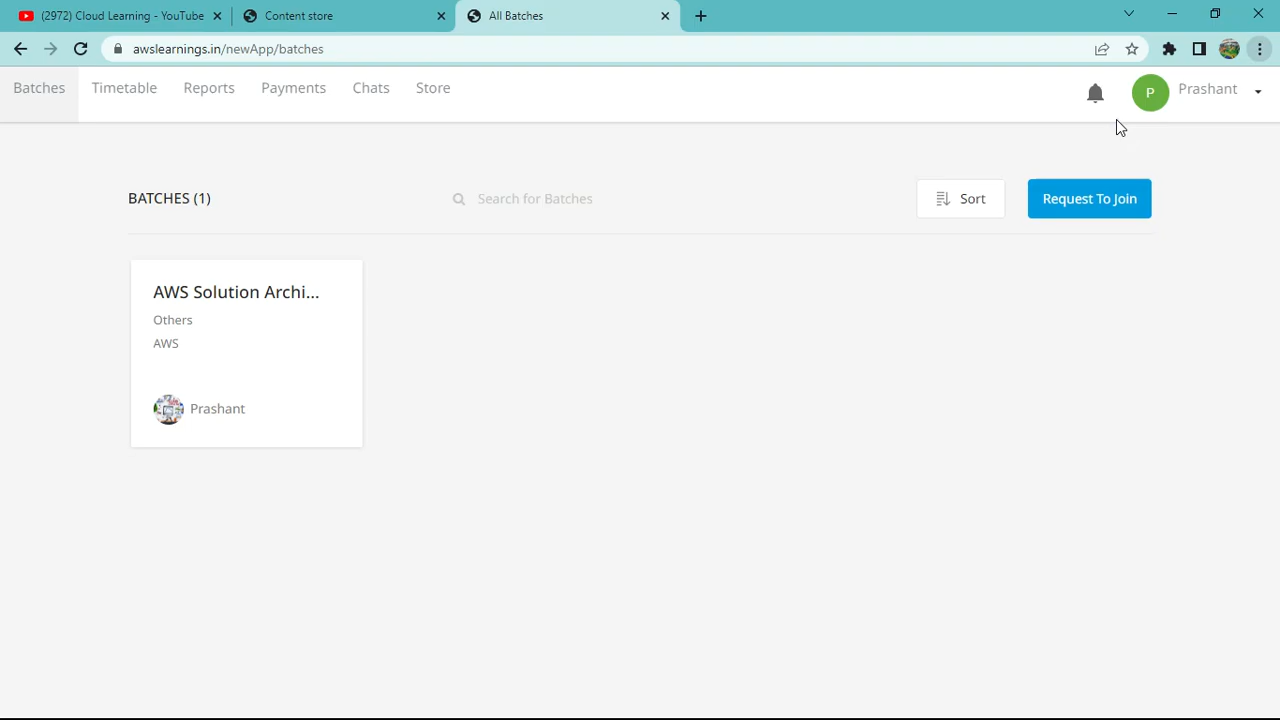 (2972) Cloud Learning - YouTube
Content store
All Batches
awslearnings.in/newApp/batches
Batches
Timetable
Reports
Payments
Chats
Store
P
Prashant
BATCHES (1)
Search for Batches
Sort
Request To Join
AWS Solution Archi...
Others
AWS
Prashant